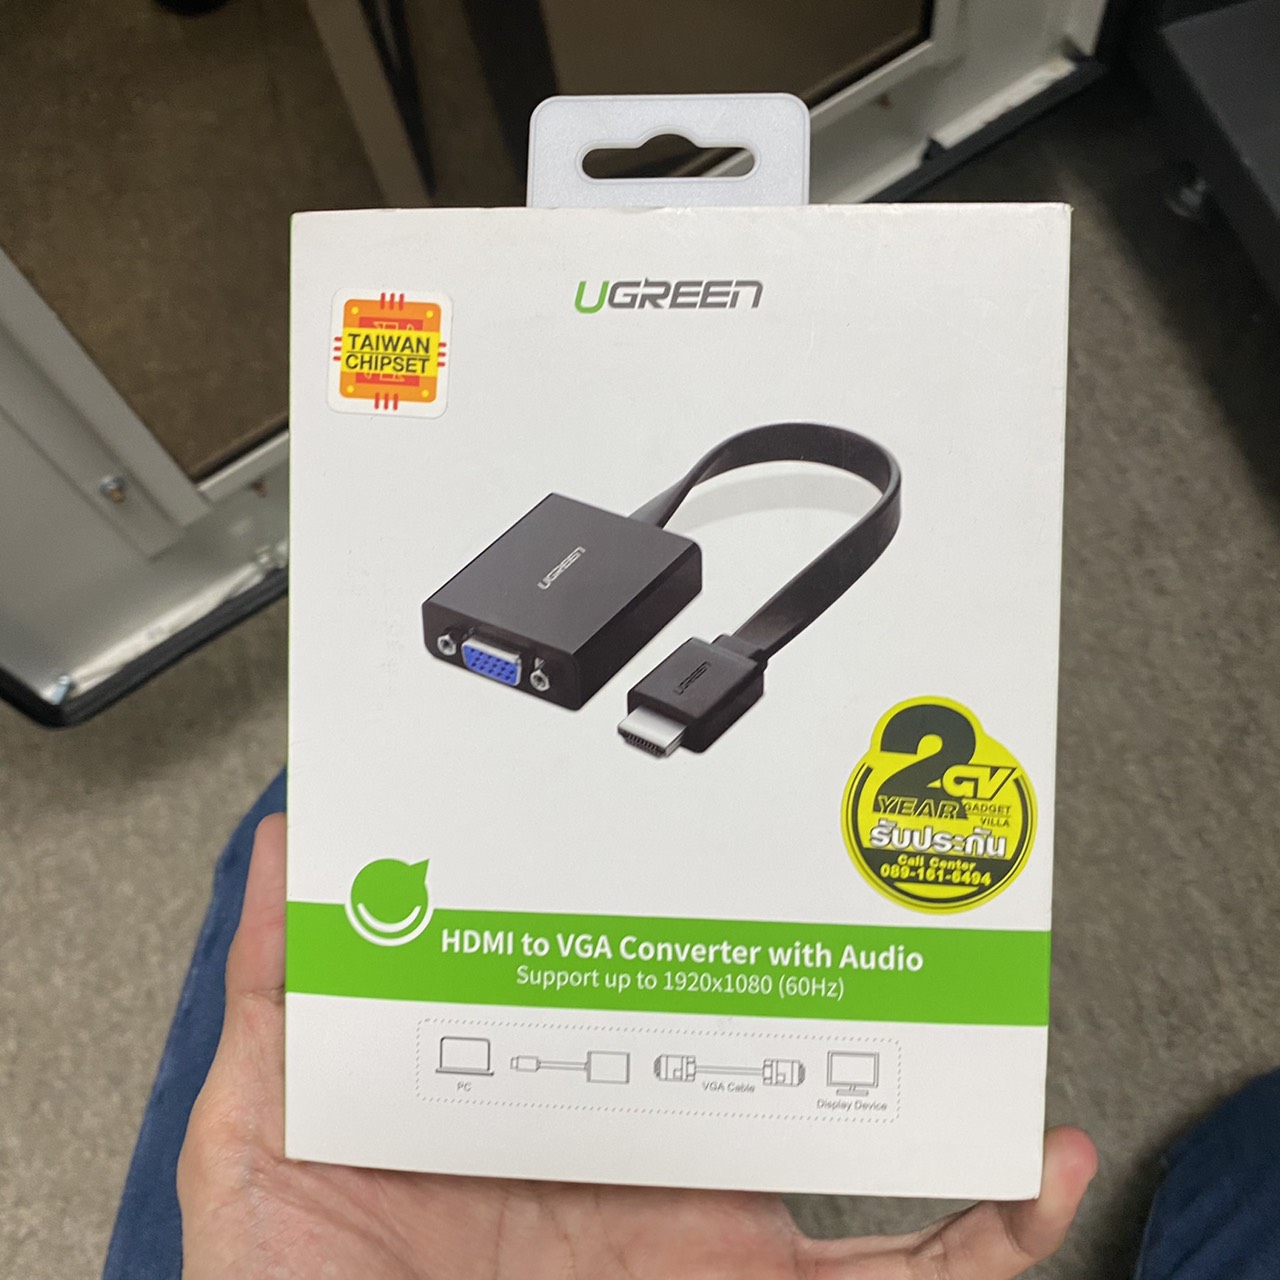 UGREEN
TAIWAN
CHIPSET
UGREEN
UGREEN
2
GV
YEAR
GADGET
VILLA
รับประกัน
Call Center
089-161-6494
HDMI to VGA Converter with Audio
Support up to 1920x1080 (60Hz)
PC
VGA Cable
Display Device